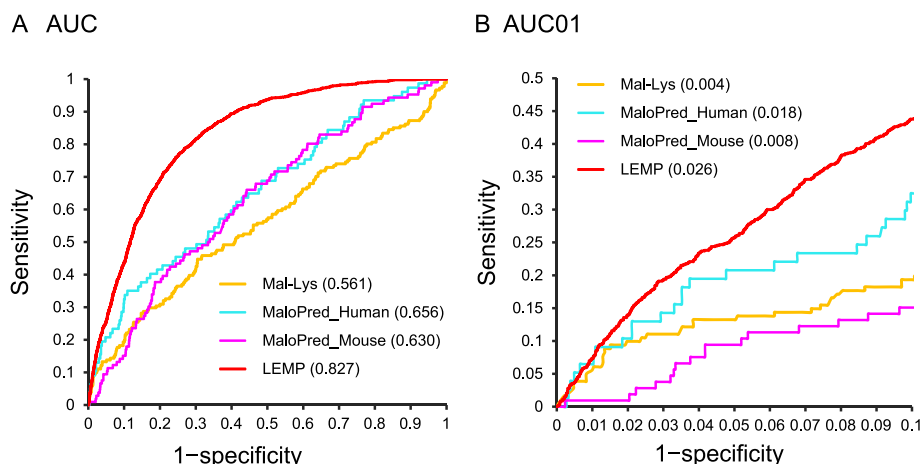 A AUC
1
0.9
0.8
0.7
0.6
0.5
0.4
0.3
0.2
0.1
0
Sensitivity
Mal-Lys (0.561)
MaloPred_Human (0.656)
MaloPred_Mouse (0.630)
LEMP (0.827)
0 0.1 0.2 0.3 0.4 0.5 0.6 0.7 0.8 0.9 1
1−specificity
B AUC01
0.5
0.45
0.4
0.35
0.3
0.25
0.2
0.15
0.1
0.05
0
Sensitivity
Mal-Lys (0.004)
MaloPred_Human (0.018)
MaloPred_Mouse (0.008)
LEMP (0.026)
0 0.01 0.02 0.03 0.04 0.05 0.06 0.07 0.08 0.09 0.1
1−specificity